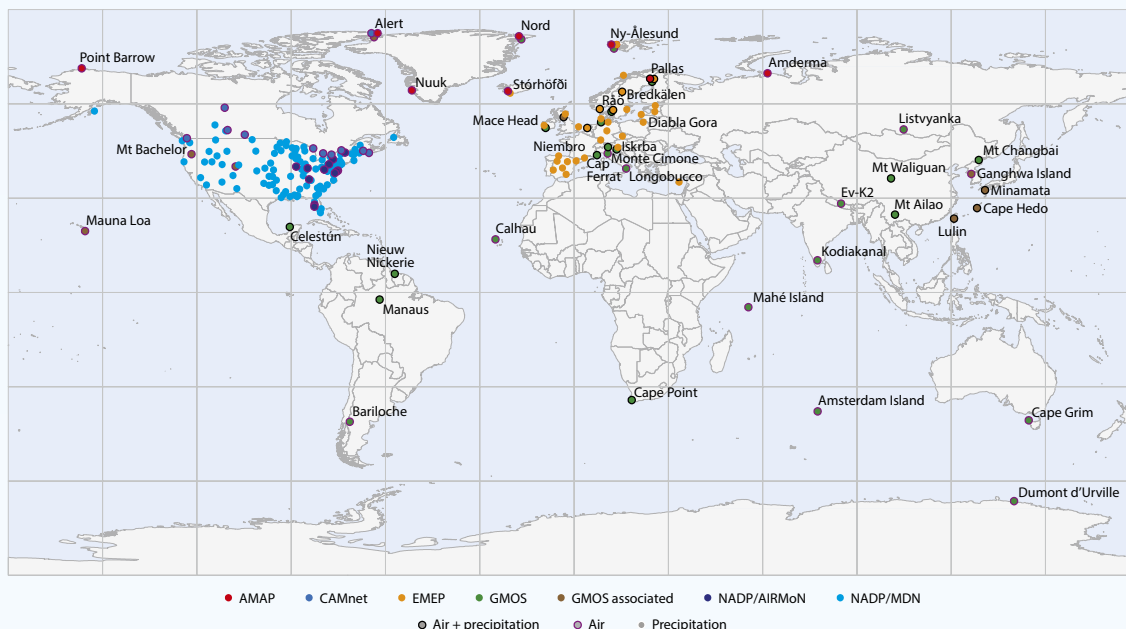 Alert
Nord
Ny-Ålesund
Point Barrow
Pallas
Amderma
Nuuk
Stórhöfði
Bredkälen
Råö
Mace Head
Diabla Gora
Listvyanka
Mt Bachelor
Niembro
Iskrba
Mt Changbai
Monte Cimone
Mt Waliguan
Cap
Ferrat
Longobucco
Ganghwa Island
Ev-K2
Minamata
Mt Ailao
Cape Hedo
Mauna Loa
Calhau
Lulin
Celestún
Nieuw
Nickerie
Kodiakanal
Manaus
Mahé Island
Cape Point
Bariloche
Amsterdam Island
Cape Grim
Dumont d'Urville
AMAP CAMnet EMEP GMOS GMOS associated NADP/AIRMoN NADP/MDN
Air + precipitation Air Precipitation